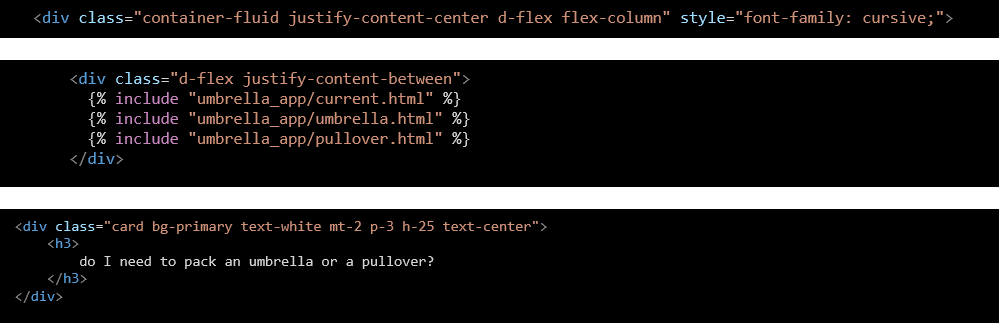 <div class="container-fluid justify-content-center d-flex flex-column" style="font-family: cursive;">
<div class="d-flex justify-content-between">
{% include "umbrella_app/current.html" %}
{% include "umbrella_app/umbrella.html" %}
{% include "umbrella_app/pullover.html" %}
</div>
<div class="card bg-primary text-white mt-2 p-3 h-25 text-center">
<h3>
do I need to pack an umbrella or a pullover?
</h3>
</div>